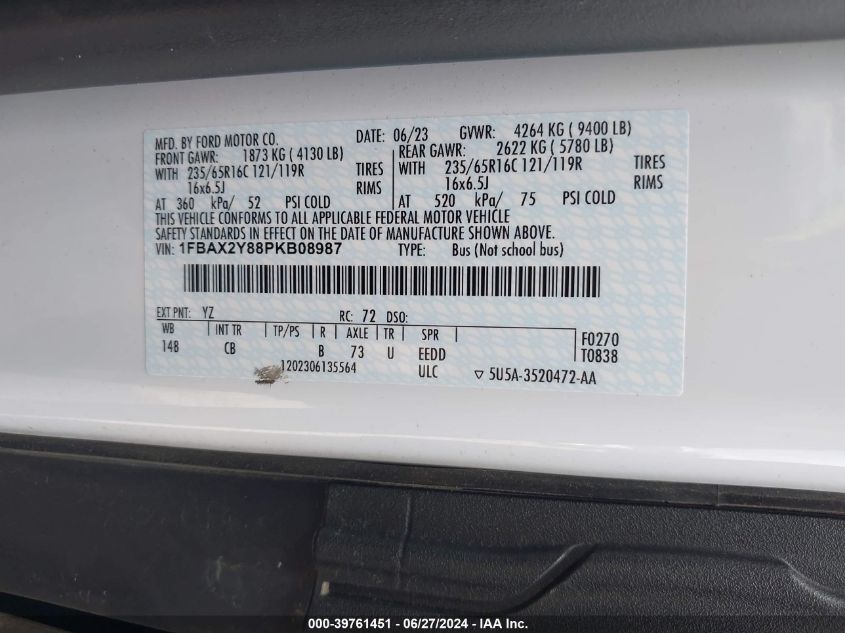 MFD. BY FORD MOTOR CO. DATE: 06/23 GVWR: 4264 KG ( 9400 LB)
FRONT GAWR: 1873 KG ( 4130 LB) REAR GAWR: 2622 KG ( 5780 LB)
WITH 235/65R16C 121/119R TIRES WITH 235/65R16C 121/119R TIRES
16x6.5J RIMS 16x6.5J RIMS
AT 360 kPa/ 52 PSI COLD AT 520 kPa/ 75 PSI COLD
THIS VEHICLE CONFORMS TO ALL APPLICABLE FEDERAL MOTOR VEHICLE
SAFETY STANDARDS IN EFFECT ON THE DATE OF MANUFACTURE SHOWN ABOVE.
VIN: 1FBAX2Y88PKB08987 TYPE: Bus (Not school bus)
EXT PNT: YZ RC: 72 DSO:
WB INT TR TP/PS R AXLE TR SPR F0270
148 CB B 73 U EEDD T0838
1202306135564 ULC ▽ 5U5A-3520472-AA
000-39761451 - 06/27/2024 - IAA Inc.